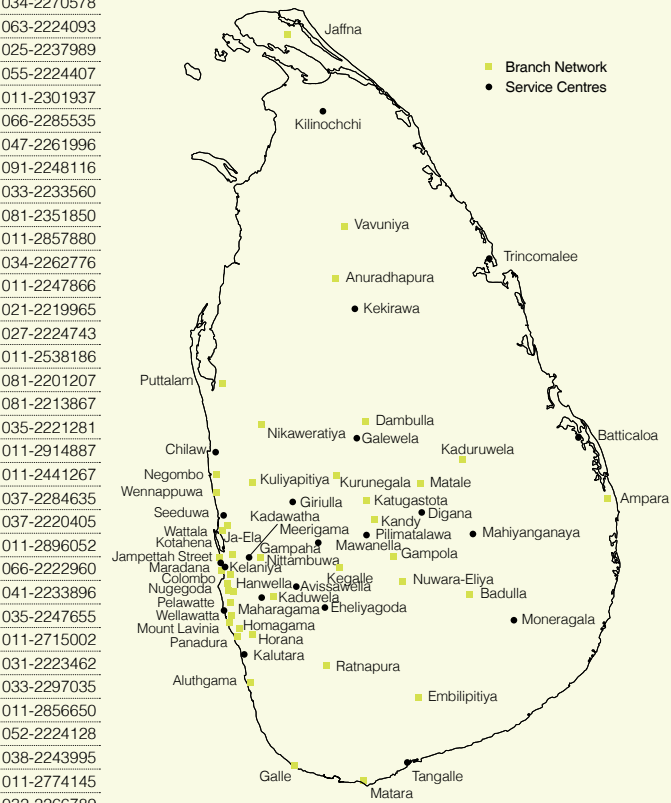 034-2270578
063-2224093
025-2237989
055-2224407
011-2301937
066-2285535
047-2261996
091-2248116
033-2233560
081-2351850
011-2857880
034-2262776
011-2247866
021-2219965
027-2224743
011-2538186
081-2201207
081-2213867
035-2221281
011-2914887
011-2441267
037-2284635
037-2220405
011-2896052
066-2222960
041-2233896
035-2247655
011-2715002
031-2223462
033-2297035
011-2856650
052-2224128
038-2243995
011-2774145
Branch Network
Service Centres
Jaffna
Kilinochchi
Vavuniya
Trincomalee
Anuradhapura
Kekirawa
Puttalam
Dambulla
Nikaweratiya
Galewela
Batticaloa
Chilaw
Kaduruwela
Negombo
Kuliyapitiya
Kurunegala
Matale
Wennappuwa
Ampara
Giriulla
Katugastota
Seeduwa
Kadawatha
Digana
Kandy
Wattala
Meerigama
Pilimatalawa
Mahiyanganaya
Kotahena
Ja-Ela
Gampaha
Mawanella
Jampettah Street
Nittambuwa
Gampola
Maradana
Kelaniya
Colombo
Kegalle
Nuwara-Eliya
Nugegoda
Hanwella
Avissawella
Badulla
Pelawatte
Kaduwela
Wellawatta
Maharagama
Eheliyagoda
Moneragala
Mount Lavinia
Homagama
Panadura
Horana
Kalutara
Ratnapura
Aluthgama
Embilipitiya
Galle
Tangalle
Matara